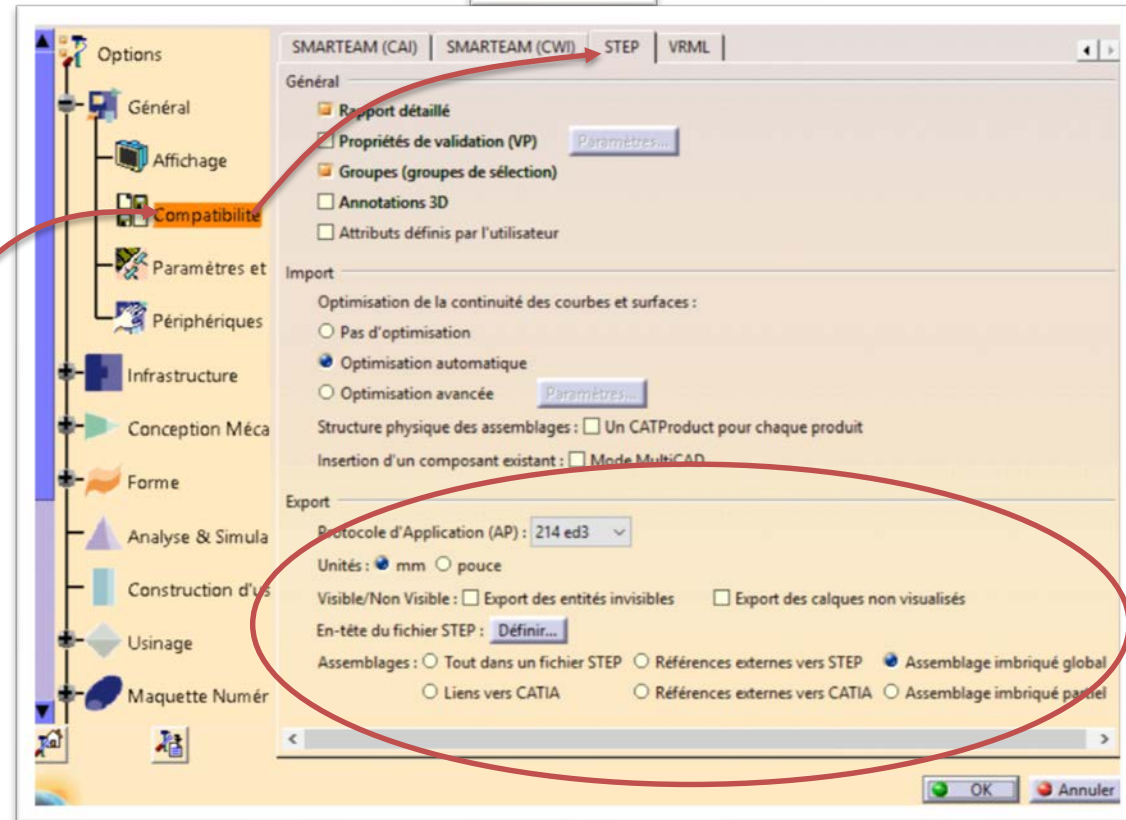 Options
Général
Affichage
Compatibilité
Paramètres et
Périphériques
Infrastructure
Conception Méca
Forme
Analyse & Simula
Construction d'us
Usinage
Maquette Numér
SMARTEAM (CAI) SMARTEAM (CWI) STEP VRML
Général
Rapport détaillé
Propriétés de validation (VP) Paramètres...
Groupes (groupes de sélection)
Annotations 3D
Attributs définis par l'utilisateur
Import
Optimisation de la continuité des courbes et surfaces :
Pas d'optimisation
Optimisation automatique
Optimisation avancée Paramètres...
Structure physique des assemblages : Un CATProduct pour chaque produit
Insertion d'un composant existant : Mode MultiCAD
Export
Protocole d'Application (AP) : 214 ed3
Unités : mm pouce
Visible/Non Visible : Export des entités invisibles Export des calques non visualisés
En-tête du fichier STEP : Définir...
Assemblages : Tout dans un fichier STEP Références externes vers STEP Assemblage imbriqué global
Liens vers CATIA Références externes vers CATIA Assemblage imbriqué partiel
OK Annuler